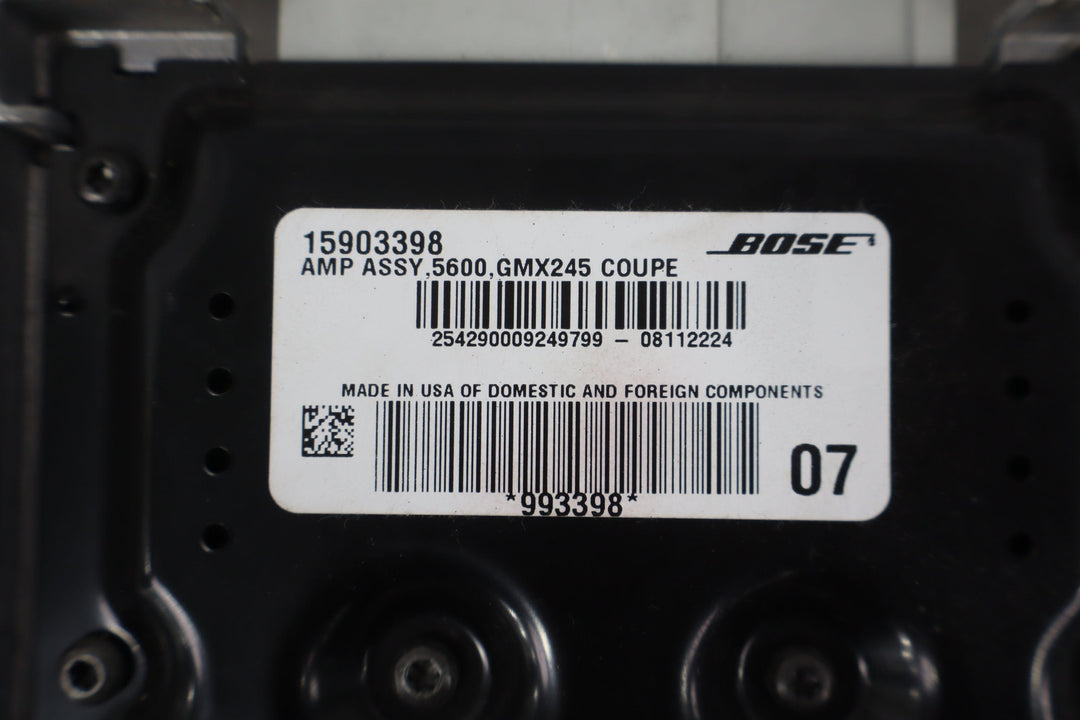 15903398
BOSE
AMP ASSY,5600,GMX245 COUPE
254290009249799 - 08112224
MADE IN USA OF DOMESTIC AND FOREIGN COMPONENTS
07
*993398*